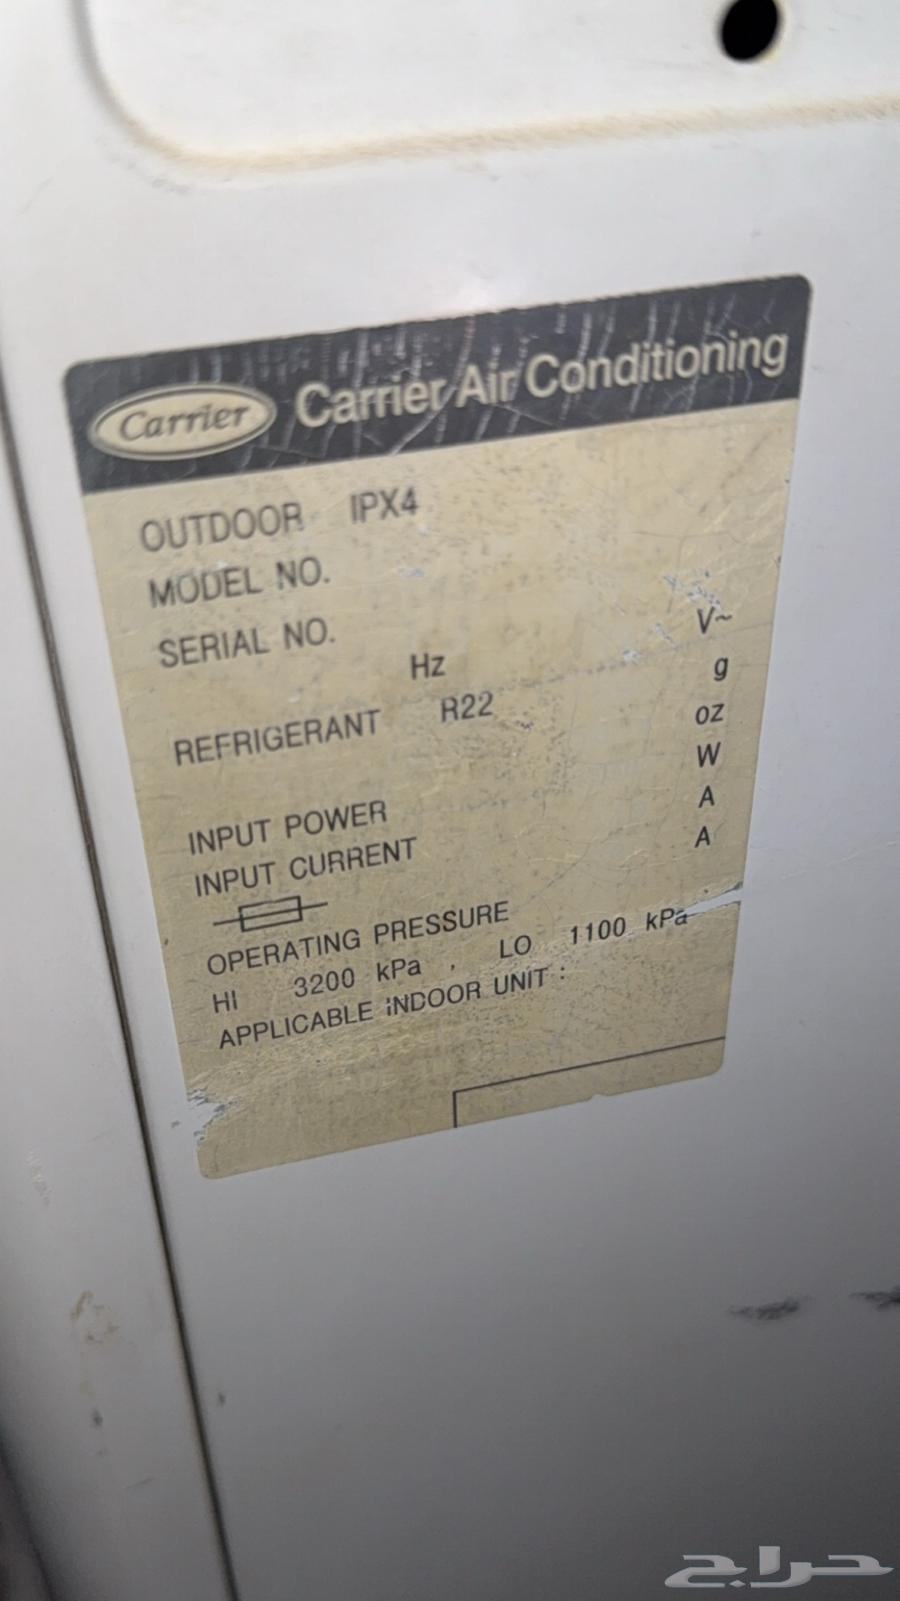 Carrier Carrier Air Conditioning
OUTDOOR IPX4
MODEL NO.
SERIAL NO.
Hz V~
REFRIGERANT R22 g
oz
INPUT POWER W
INPUT CURRENT A
A
OPERATING PRESSURE
HI 3200 kPa , LO 1100 kPa
APPLICABLE INDOOR UNIT :
حراج